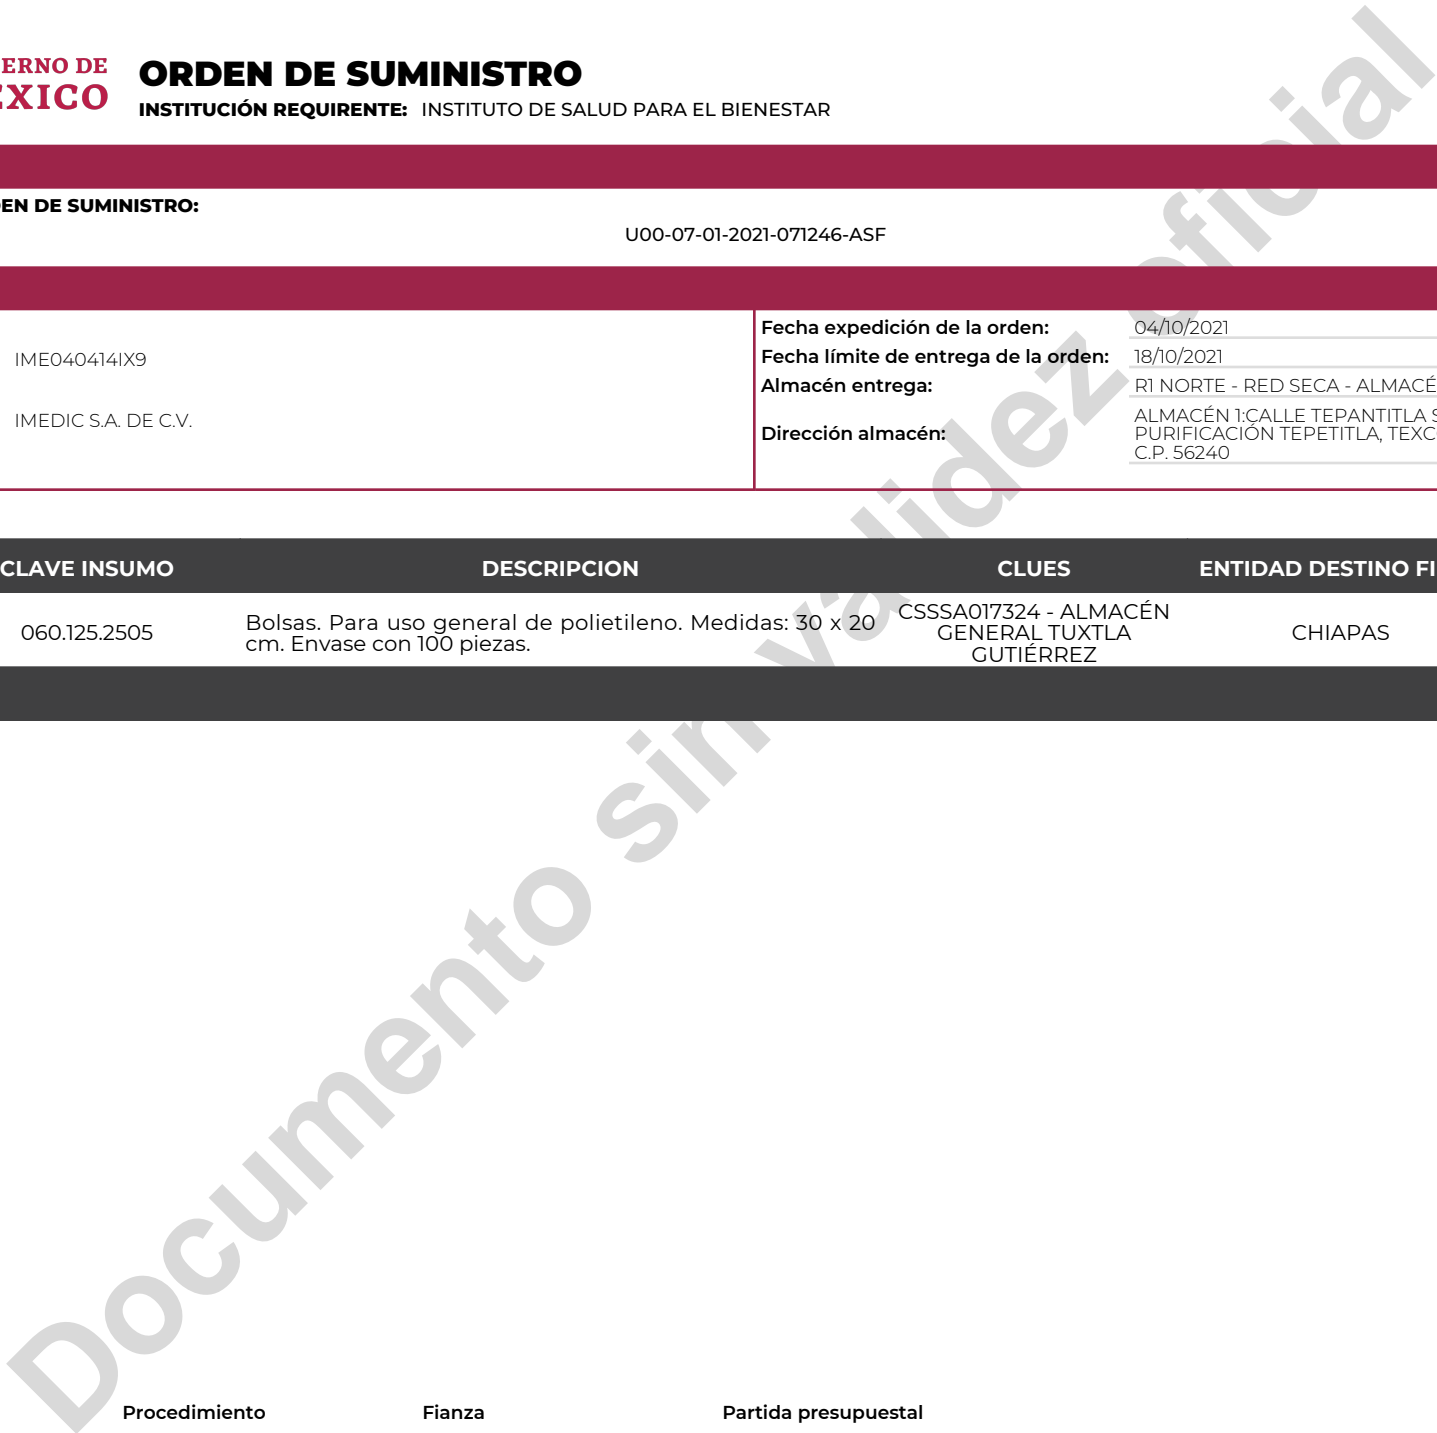 ERNO DE
EXICO
ORDEN DE SUMINISTRO
INSTITUCIÓN REQUIRENTE: INSTITUTO DE SALUD PARA EL BIENESTAR
EN DE SUMINISTRO:
U00-07-01-2021-071246-ASF
IME040414IX9
IMEDIC S.A. DE C.V.
Fecha expedición de la orden: 04/10/2021
Fecha límite de entrega de la orden: 18/10/2021
Almacén entrega: R1 NORTE - RED SECA - ALMACÉ
Dirección almacén: ALMACÉN 1:CALLE TEPANTITLA S
PURIFICACIÓN TEPETITLA, TEXC
C.P. 56240
CLAVE INSUMO DESCRIPCION CLUES ENTIDAD DESTINO FI
060.125.2505
Bolsas. Para uso general de polietileno. Medidas: 30 x 20
cm. Envase con 100 piezas.
CSSSA017324 - ALMACÉN
GENERAL TUXTLA
GUTIÉRREZ
CHIAPAS
Documento sin validez oficial
Procedimiento Fianza Partida presupuestal